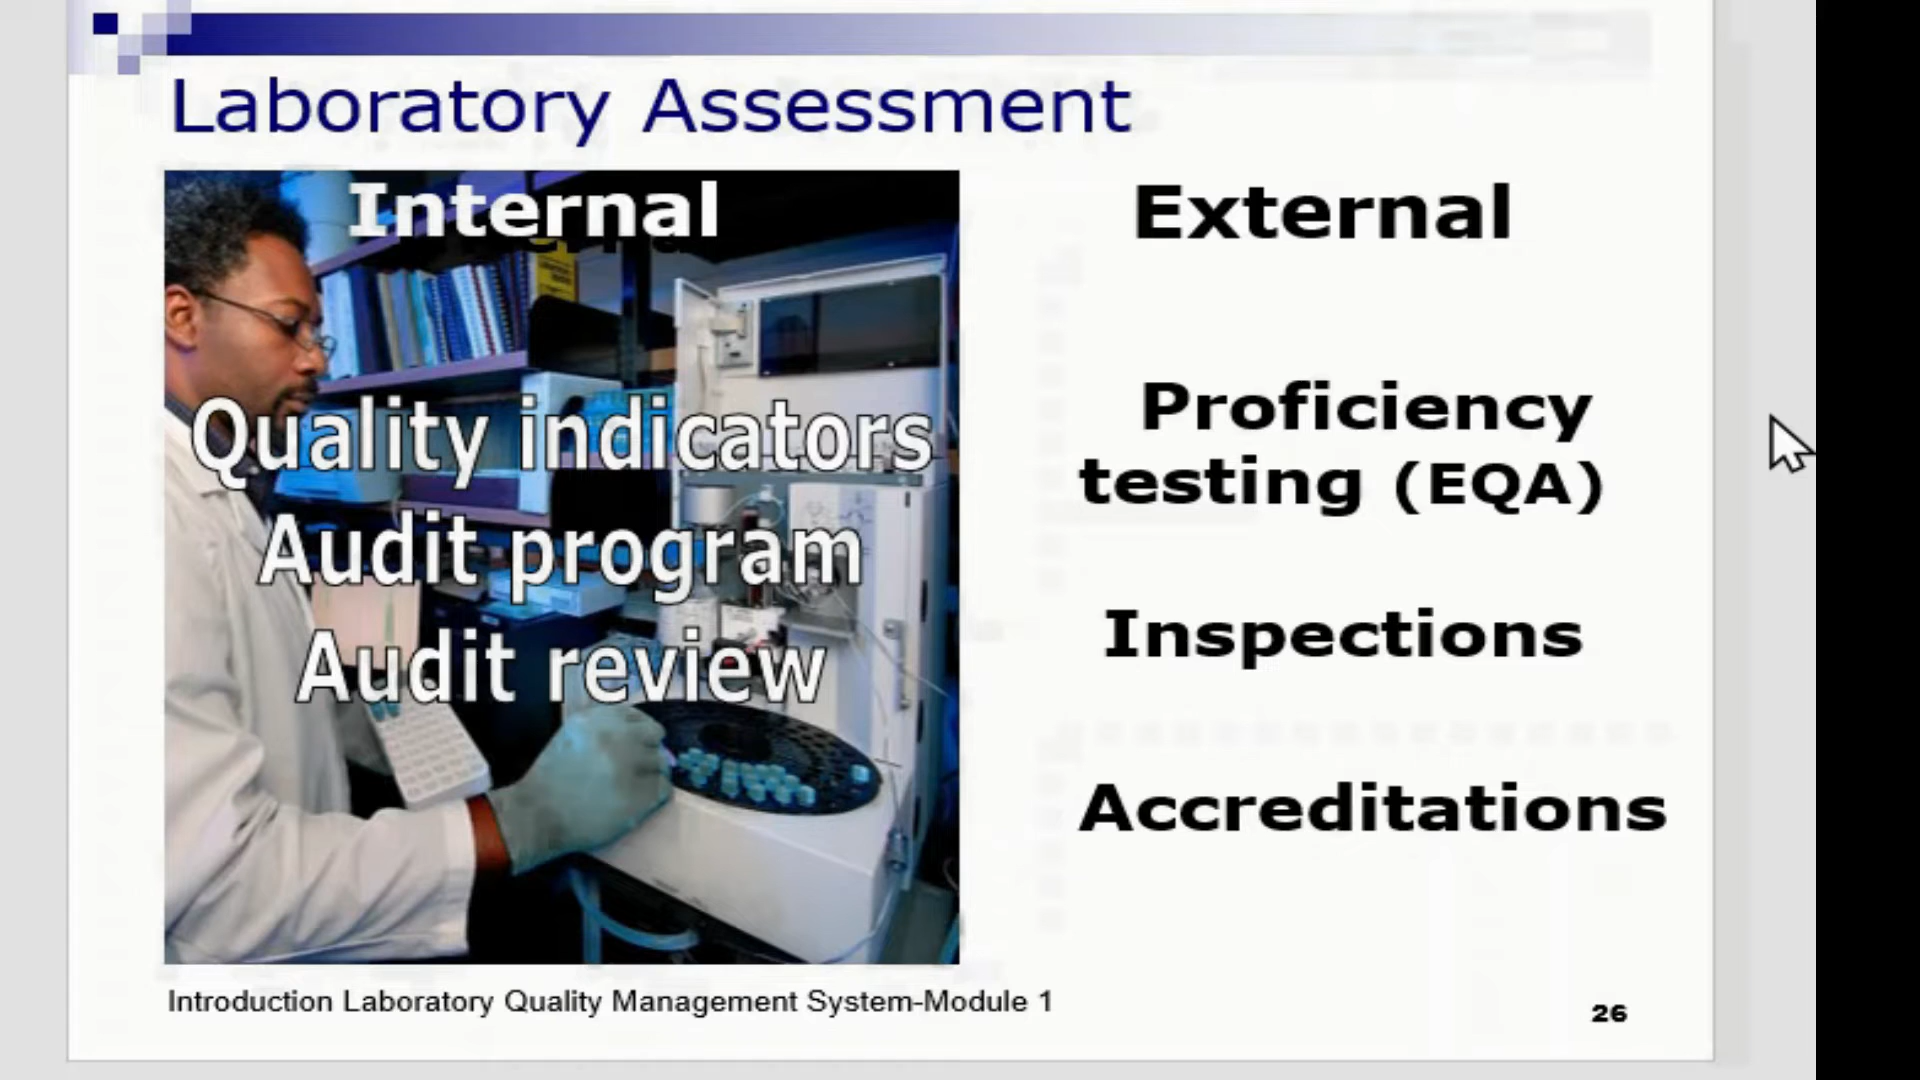 Laboratory Assessment
Internal
Quality indicators
Audit program
Audit review
External
Proficiency
testing (EQA)
Inspections
Accreditations
Introduction Laboratory Quality Management System-Module 1
26